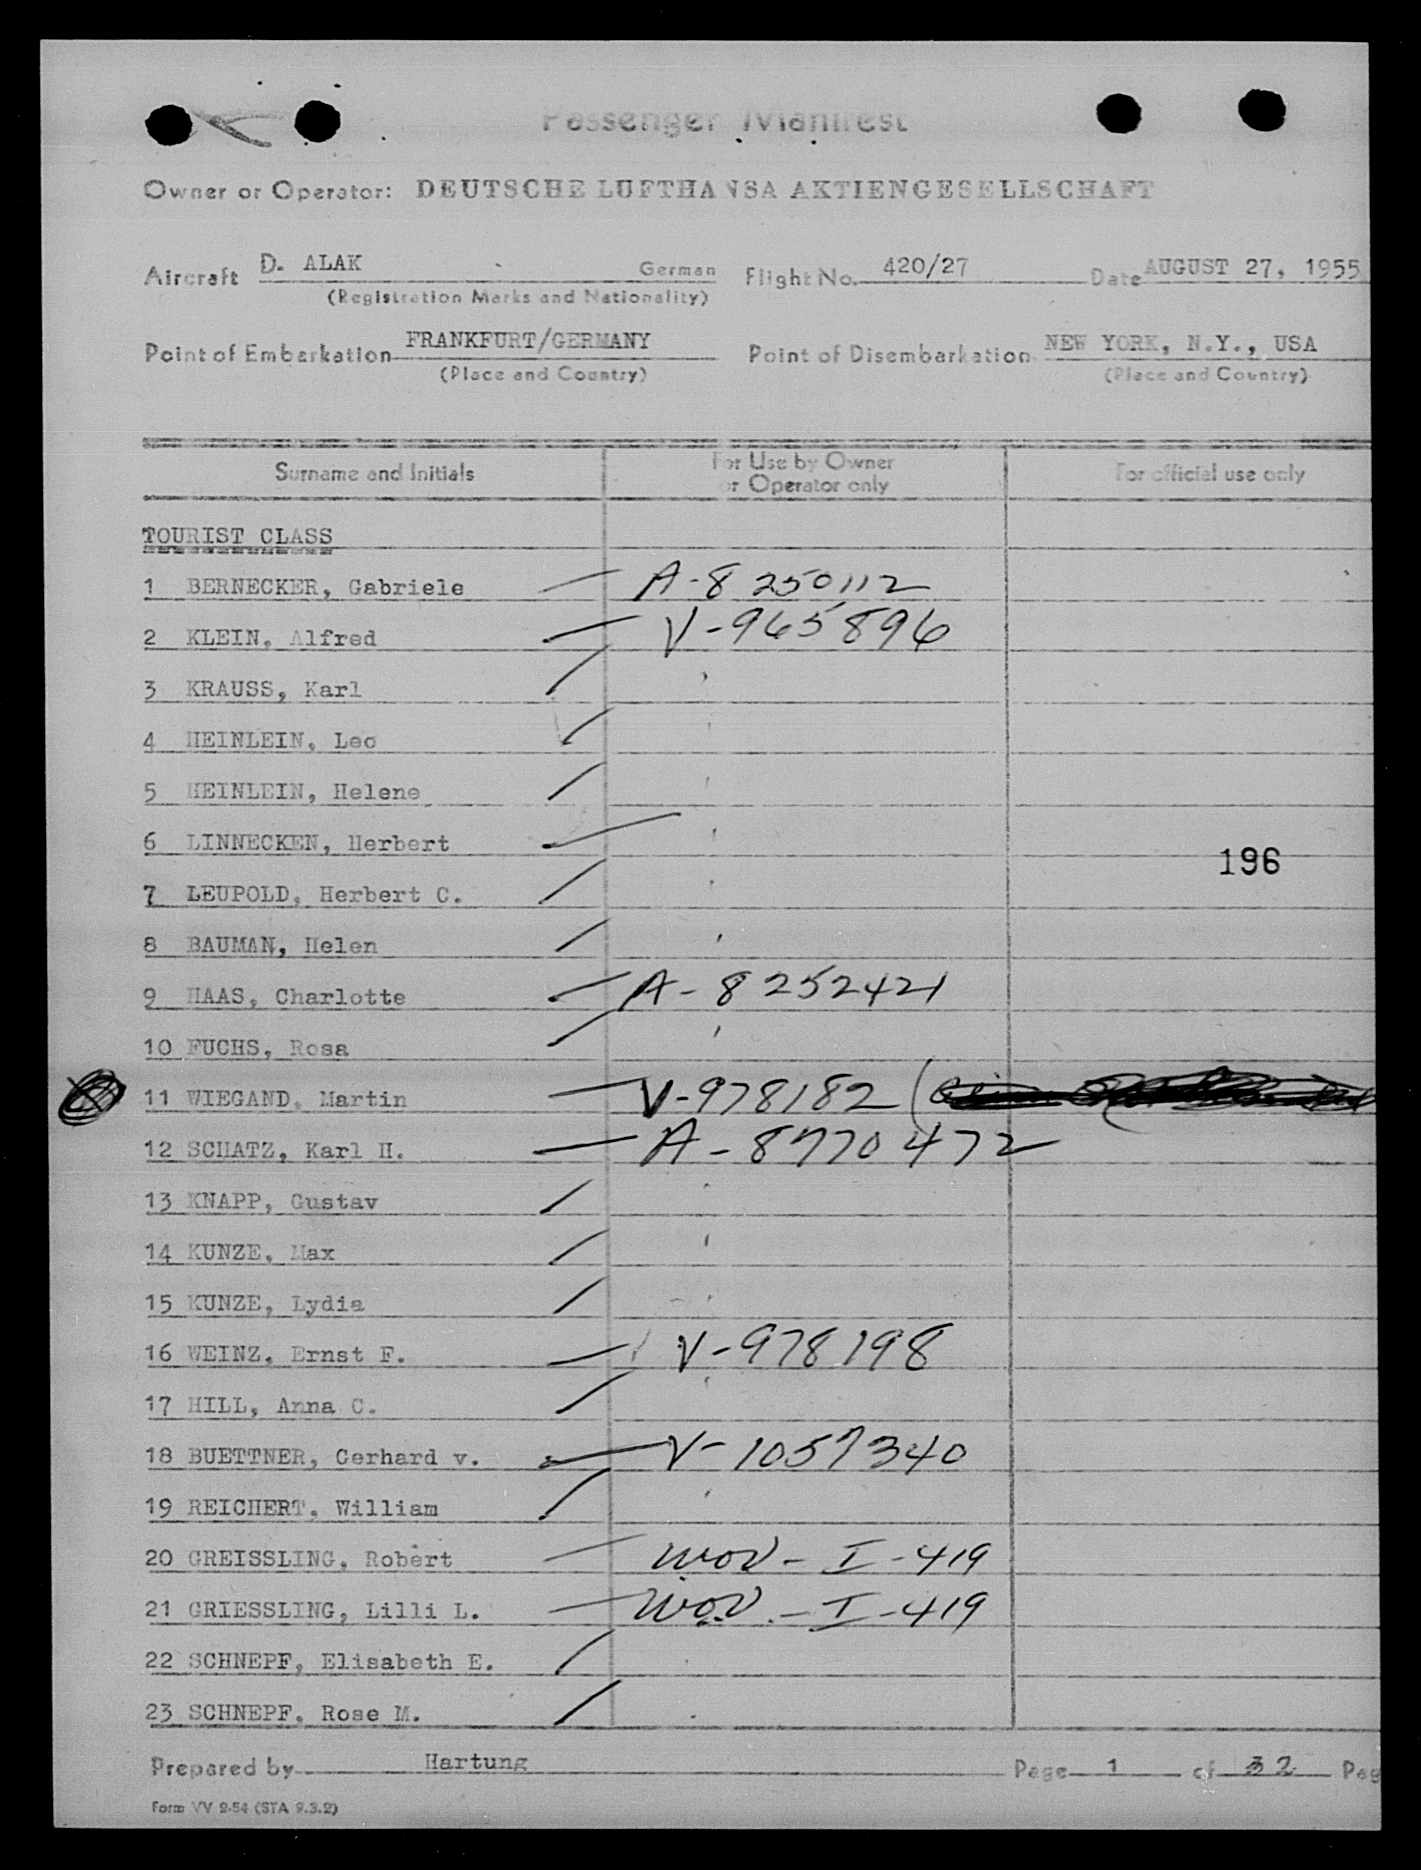 Passenger Manifest
Owner or Operator: DEUTSCHE LUFTHANSA AKTIENGESELLSCHAFT
Aircraft D. ALAK German Flight No. 420/27 Date AUGUST 27, 1955
(Registration Marks and Nationality)
Point of Embarkation FRANKFURT/GERMANY Point of Disembarkation NEW YORK, N.Y., USA
(Place and Country) (Place and Country)
Surname and Initials For Use by Owner or Operator only For official use only
TOURIST CLASS
1 BERNECKER, Gabriele A-8 250112
2 KLEIN, Alfred V-965896
3 KRAUSS, Karl
4 HEINLEIN, Leo
5 HEINLEIN, Helene
6 LINNECKEN, Herbert
196
7 LEUPOLD, Herbert C.
8 BAUMAN, Helen
9 HAAS, Charlotte A-8 252421
10 FUCHS, Rosa
11 WIEGAND, Martin V-978182
12 SCHATZ, Karl H. A-8770472
13 KNAPP, Gustav
14 KUNZE, Max
15 KUNZE, Lydia
16 WEINZ, Ernst F. V-978198
17 HILL, Anna C.
18 BUETTNER, Gerhard v. V-1057340
19 REICHERT, William
20 GREISSLING, Robert WOV-I-419
21 GRIESSLING, Lilli L. WOV-I-419
22 SCHNEPF, Elisabeth E.
23 SCHNEPF, Rose M.
Prepared by Hartung Page 1 of 32 Pag
Form VV 2-54 (STA 9.3.2)